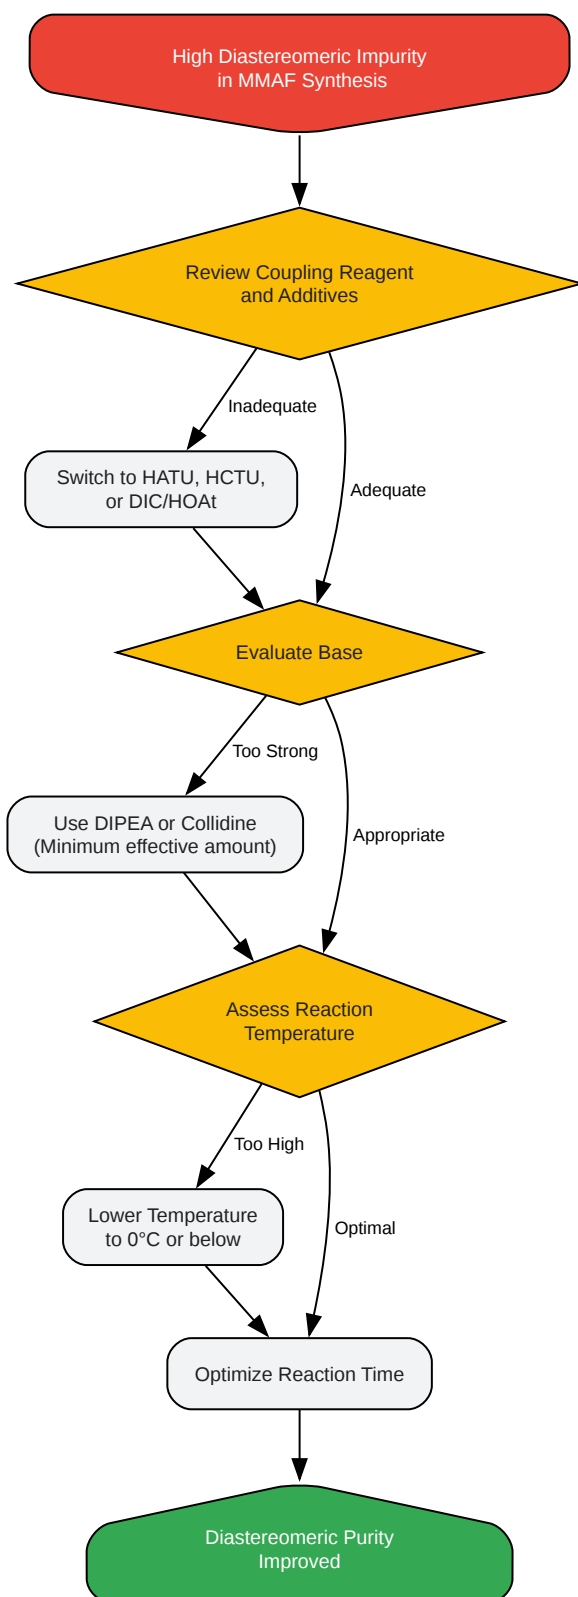 High Diastereomeric Impurity
in MMAF Synthesis
Review Coupling Reagent
and Additives
Inadequate
Adequate
Switch to HATU, HCTU,
or DIC/HOAt
Evaluate Base
Too Strong
Appropriate
Use DIPEA or Collidine
(Minimum effective amount)
Assess Reaction
Temperature
Too High
Optimal
Lower Temperature
to 0°C or below
Optimize Reaction Time
Diastereomeric Purity
Improved